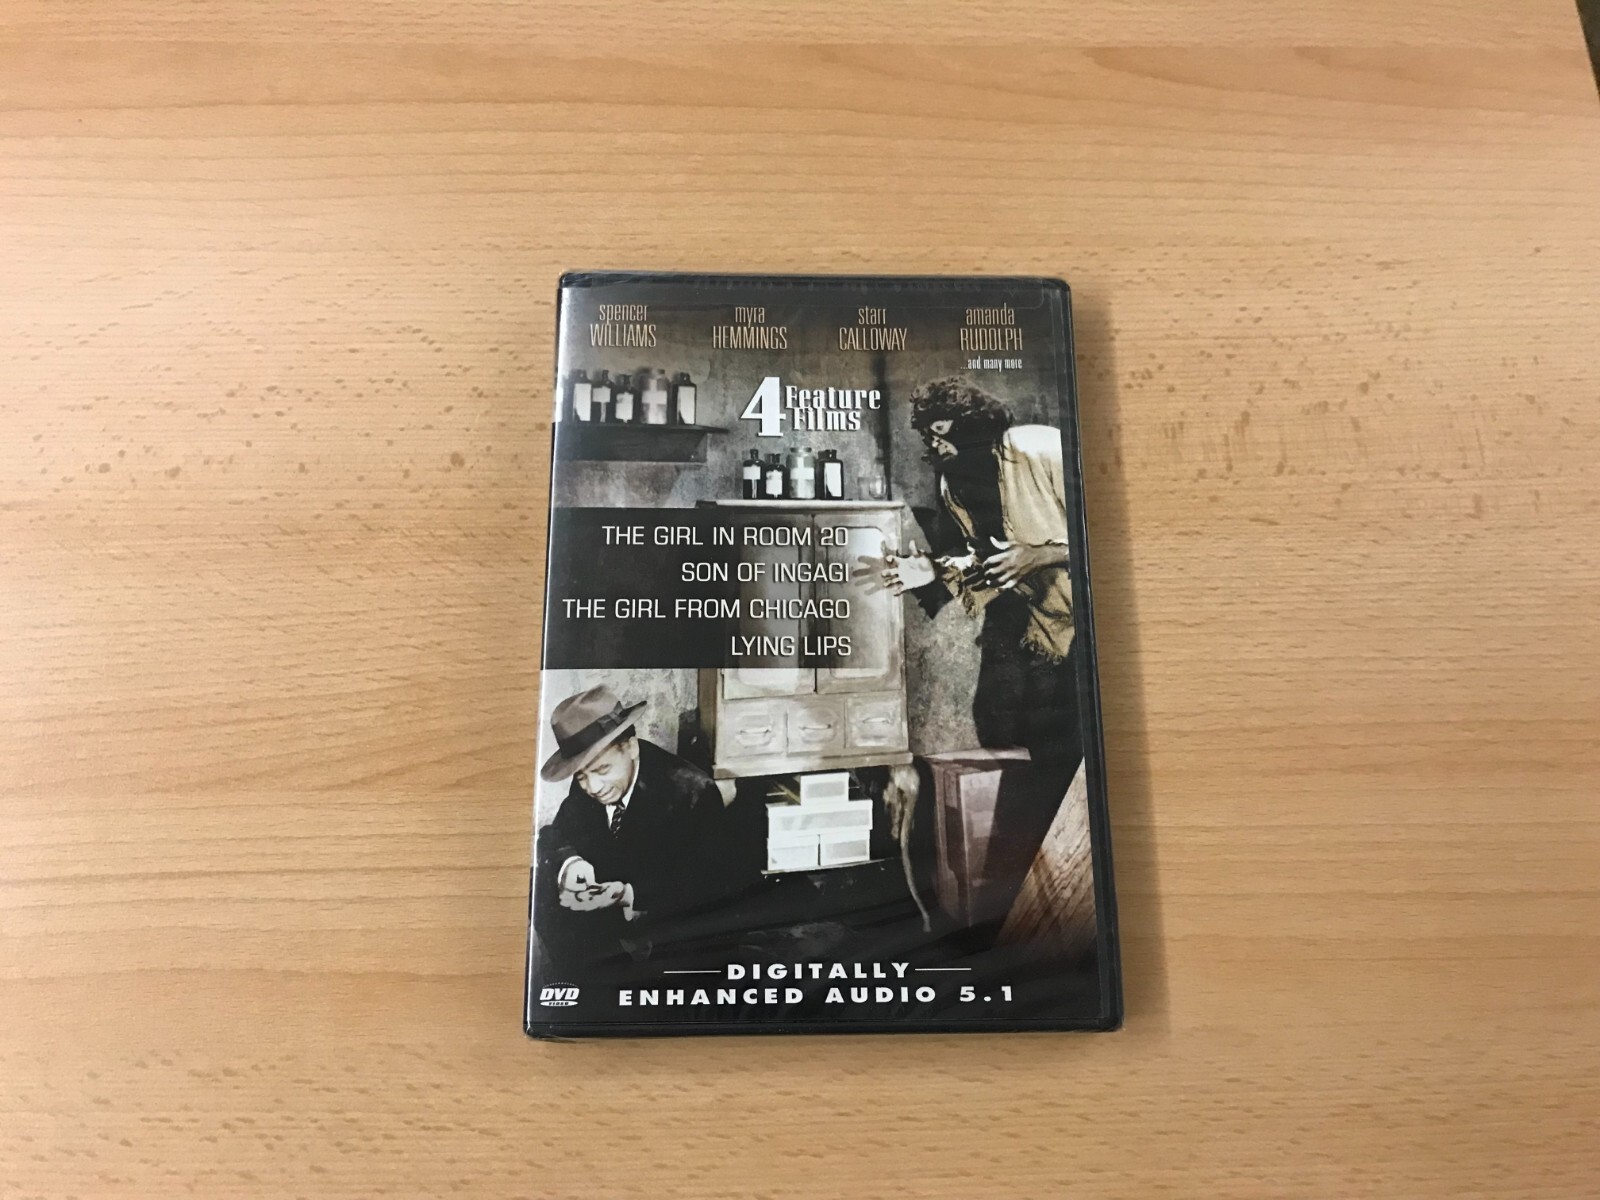 spencer myra starr amanda
WILLIAMS HEMMINGS CALLOWAY RUDOLPH
...and many more
4 Feature
Films
THE GIRL IN ROOM 20
SON OF INGAGI
THE GIRL FROM CHICAGO
LYING LIPS
DIGITALLY
ENHANCED AUDIO 5.1
DVD
VIDEO